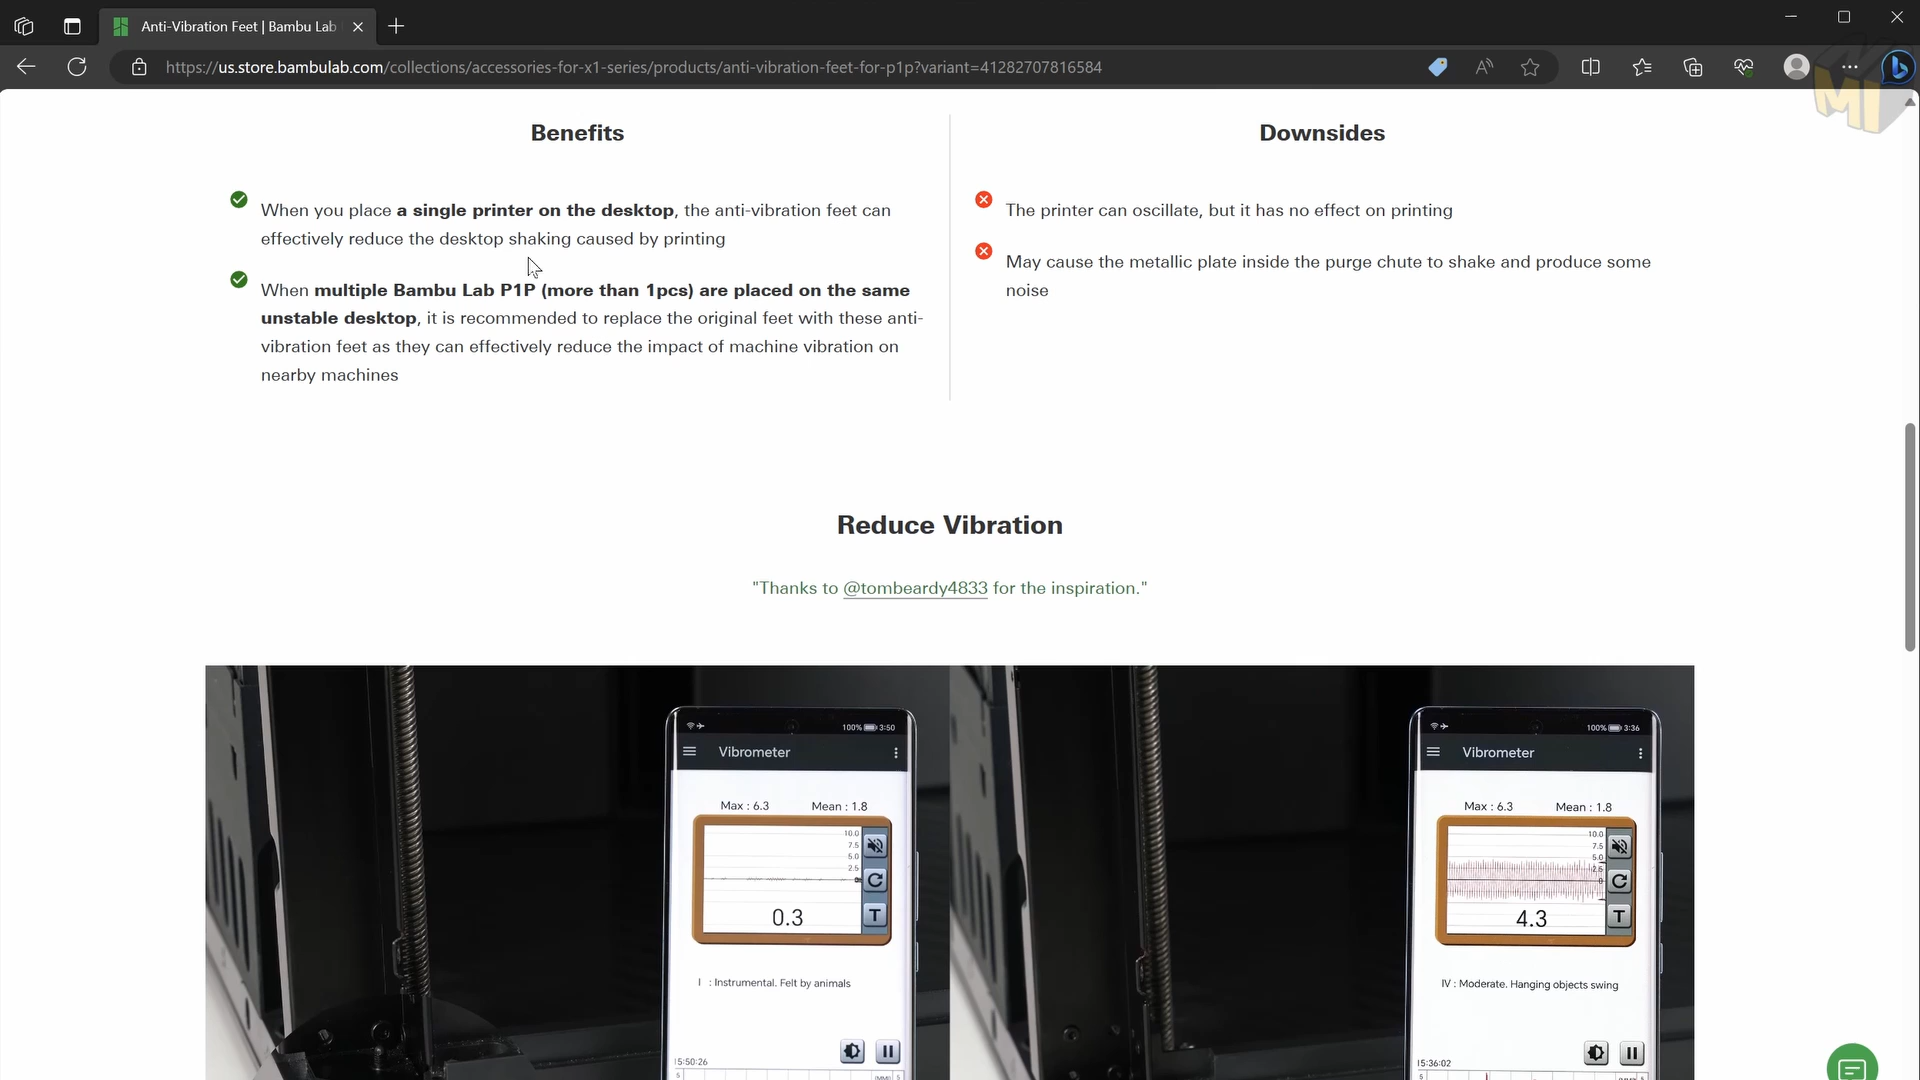 Anti-Vibration Feet | Bambu Lab
https://us.store.bambulab.com/collections/accessories-for-x1-series/products/anti-vibration-feet-for-p1p?variant=41282707816584
MI
Benefits
When you place a single printer on the desktop, the anti-vibration feet can
effectively reduce the desktop shaking caused by printing
When multiple Bambu Lab P1P (more than 1pcs) are placed on the same
unstable desktop, it is recommended to replace the original feet with these anti-
vibration feet as they can effectively reduce the impact of machine vibration on
nearby machines
Downsides
The printer can oscillate, but it has no effect on printing
May cause the metallic plate inside the purge chute to shake and produce some
noise
Reduce Vibration
"Thanks to @tombeardy4833 for the inspiration."
100% 3:50
Vibrometer
Max : 6.3 Mean : 1.8
10.0
7.5
5.0
2.5
0
T
0.3
I : Instrumental. Felt by animals
15:50:26
5
100% 3:36
Vibrometer
Max : 6.3 Mean : 1.8
10.0
7.5
5.0
2.5
0
T
4.3
IV : Moderate. Hanging objects swing
15:36:02
5